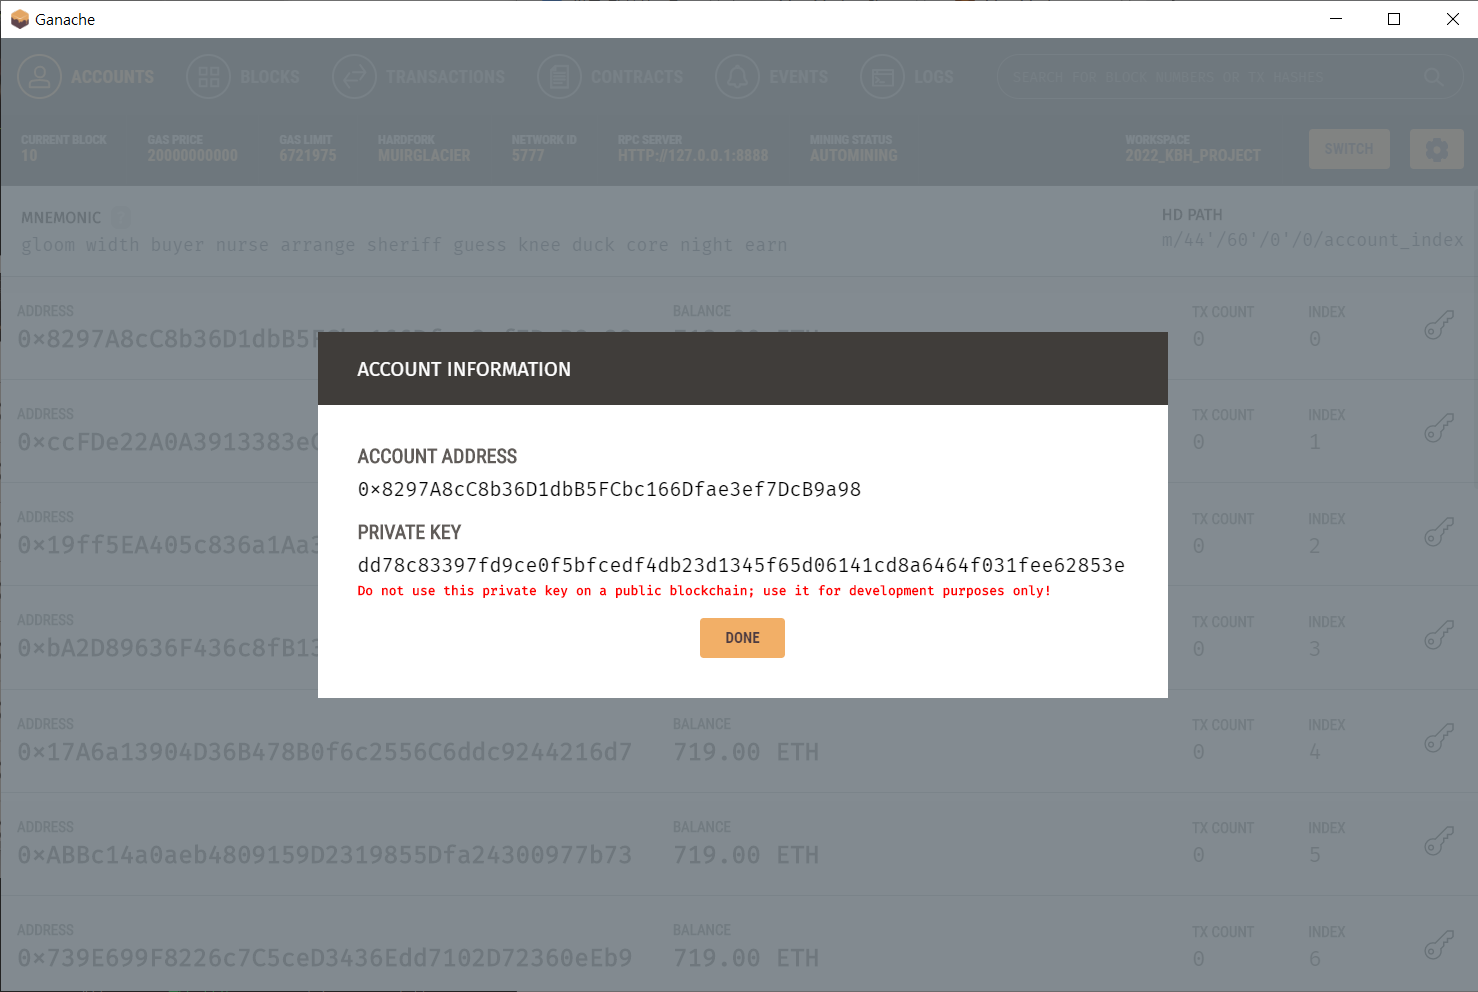 Ganache
ACCOUNTS BLOCKS TRANSACTIONS CONTRACTS EVENTS LOGS SEARCH FOR BLOCK NUMBERS OR TX HASHES
CURRENT BLOCK GAS PRICE GAS LIMIT HARDFORK NETWORK ID RPC SERVER MINING STATUS WORKSPACE
10 20000000000 6721975 MUIRGLACIER 5777 HTTP://127.0.0.1:8888 AUTOMINING 2022_KBH_PROJECT SWITCH
MNEMONIC HD PATH
gloom width buyer nurse arrange sheriff guess knee duck core night earn m/44'/60'/0'/0/account_index
ADDRESS BALANCE TX COUNT INDEX
0 0
ACCOUNT INFORMATION
ADDRESS TX COUNT INDEX
0xccFDe22A0A3913383e 0 1
ACCOUNT ADDRESS
0x8297A8cC8b36D1dbB5FCbc166Dfae3ef7DcB9a98
ADDRESS TX COUNT INDEX
0x19ff5EA405c836a1Aa3 0 2
PRIVATE KEY
dd78c83397fd9ce0f5bfcedf4db23d1345f65d06141cd8a6464f031fee62853e
Do not use this private key on a public blockchain; use it for development purposes only!
ADDRESS TX COUNT INDEX
0xbA2D89636F436c8fB13 0 3
DONE
ADDRESS BALANCE TX COUNT INDEX
0x17A6a13904D36B478B0f6c2556C6ddc9244216d7 719.00 ETH 0 4
ADDRESS BALANCE TX COUNT INDEX
0xABBc14a0aeb4809159D2319855Dfa24300977b73 719.00 ETH 0 5
ADDRESS BALANCE TX COUNT INDEX
0x739E699F8226c7C5ceD3436Edd7102D72360eEb9 719.00 ETH 0 6